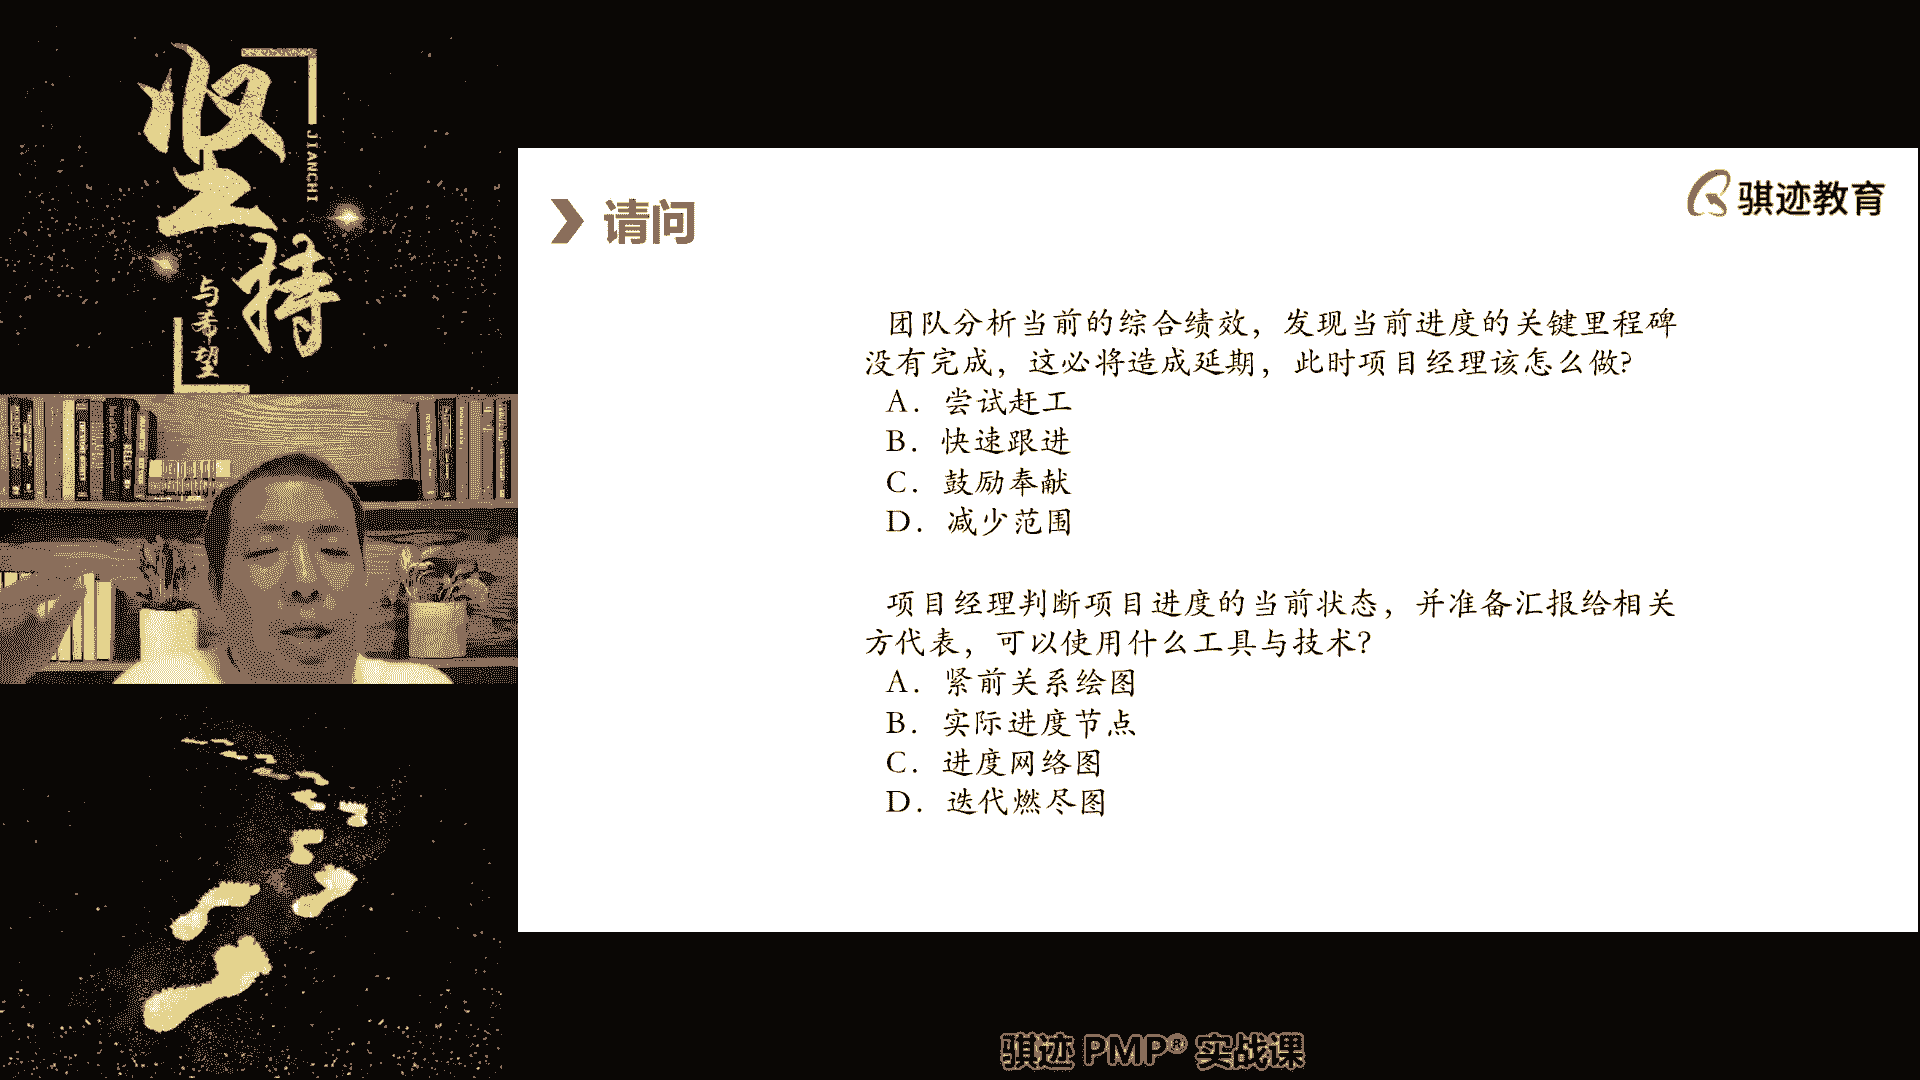 坚持
JIANCHI
与希望
请问
骐迹教育
团队分析当前的综合绩效，发现当前进度的关键里程碑
没有完成，这必将造成延期，此时项目经理该怎么做?
A. 尝试赶工
B. 快速跟进
C. 鼓励奉献
D. 减少范围
项目经理判断项目进度的当前状态，并准备汇报给相关
方代表，可以使用什么工具与技术?
A. 紧前关系绘图
B. 实际进度节点
C. 进度网络图
D. 迭代燃尽图
骐迹 PMP® 实战课